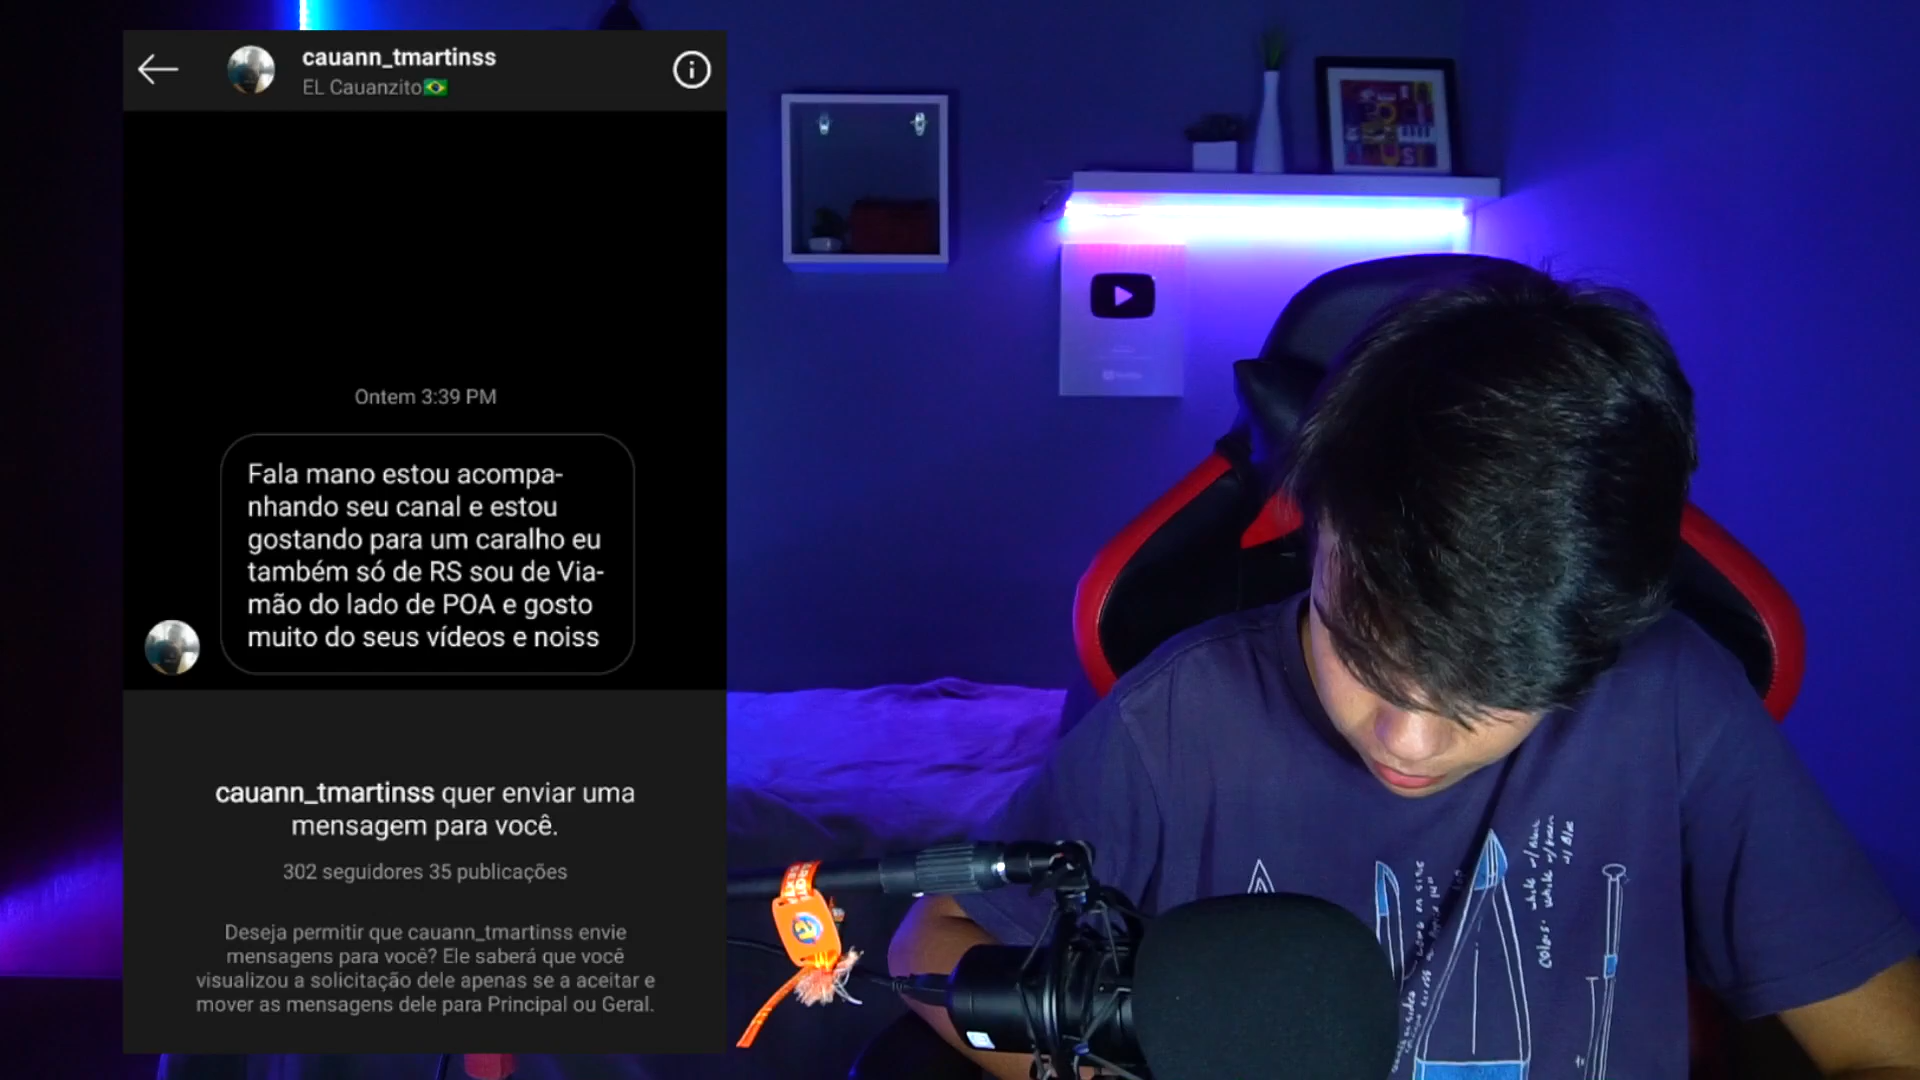 cauann_tmartinss
EL Cauanzito🇧🇷
Ontem 3:39 PM
Fala mano estou acompa-
nhando seu canal e estou
gostando para um caralho eu
também só de RS sou de Via-
mão do lado de POA e gosto
muito do seus vídeos e noiss
cauann_tmartinss quer enviar uma
mensagem para você.
302 seguidores 35 publicações
Deseja permitir que cauann_tmartinss envie
mensagens para você? Ele saberá que você
visualizou a solicitação dele apenas se a aceitar e
mover as mensagens dele para Principal ou Geral.